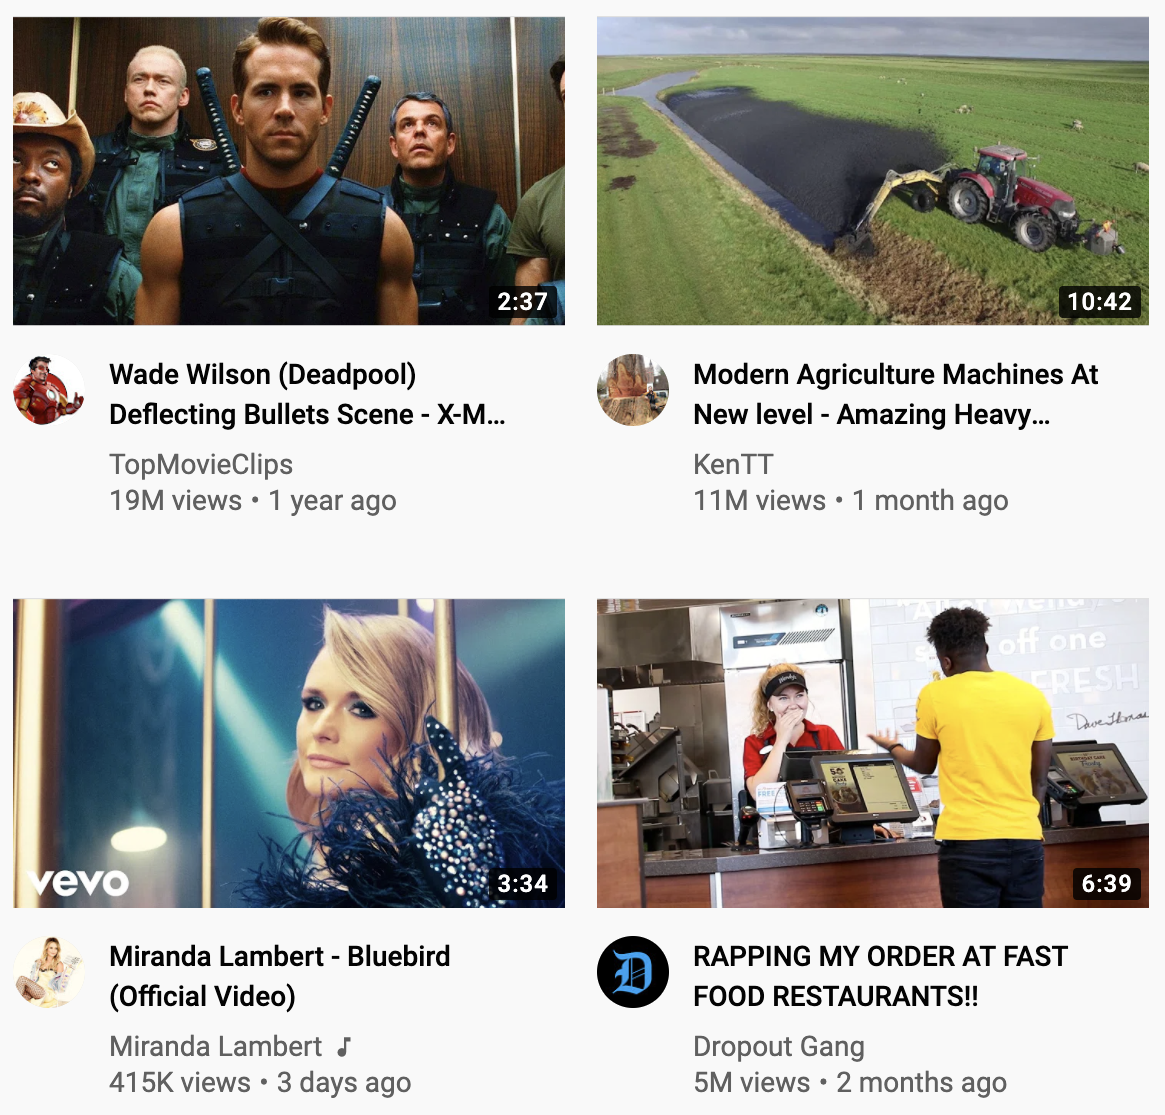 2:37
Wade Wilson (Deadpool)
Deflecting Bullets Scene - X-M...
TopMovieClips
19M views • 1 year ago
10:42
Modern Agriculture Machines At
New level - Amazing Heavy...
KenTT
11M views • 1 month ago
vevo
3:34
Miranda Lambert - Bluebird
(Official Video)
Miranda Lambert
415K views • 3 days ago
off one
FRESH
Dave Thomas
Wendy's
FREE
50¢
6:39
D
RAPPING MY ORDER AT FAST
FOOD RESTAURANTS!!
Dropout Gang
5M views • 2 months ago